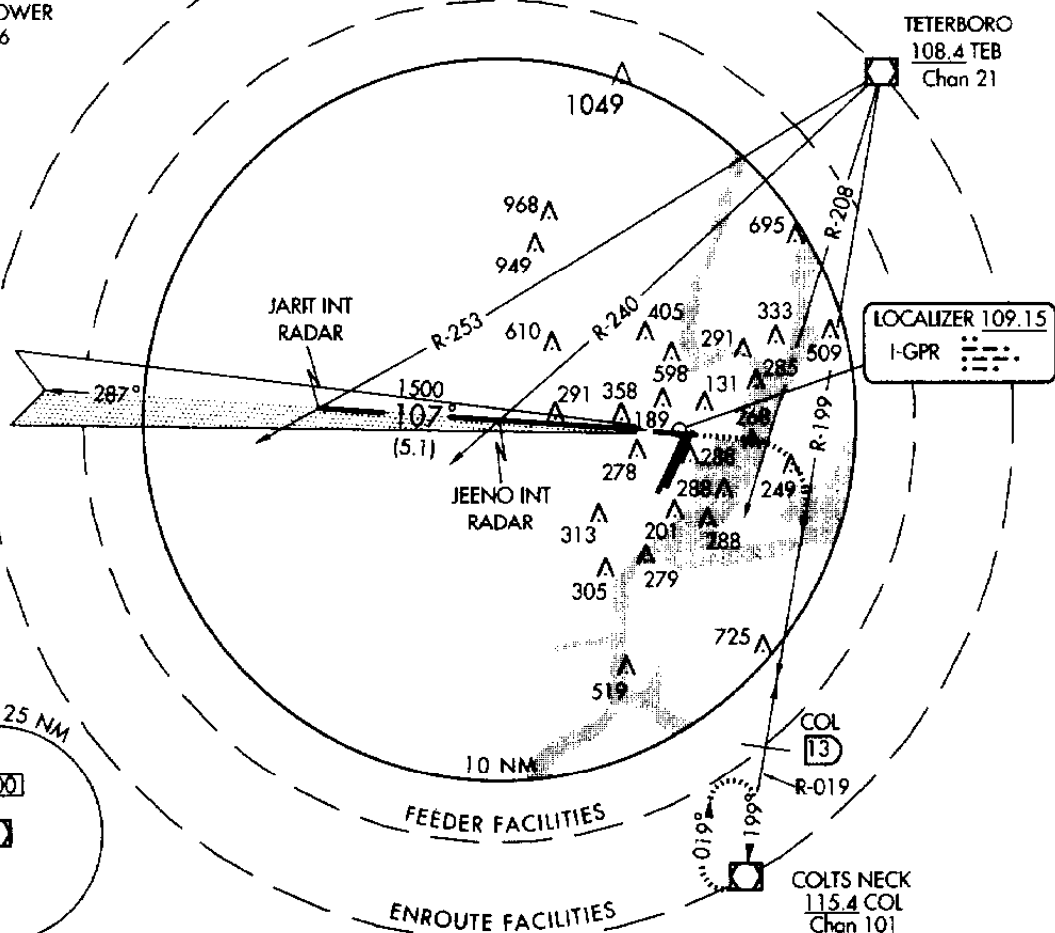 OWER
6
TETERBORO
108.4 TEB
Chan 21
1049
968
949
695
R-208
JARIT INT
RADAR
R-253
R-240
405
333
610
291
509
LOCALIZER 109.15
I-GPR
598
285
287°
1500
107°
(5.1)
291
358
189
131
268
R-199
278
288
JEENO INT
RADAR
288
249
313
201
288
305
279
725
519
25 NM
COL
13
10 NM
R-019
FEEDER FACILITIES
019°
199°
COLTS NECK
115.4 COL
Chan 101
ENROUTE FACILITIES